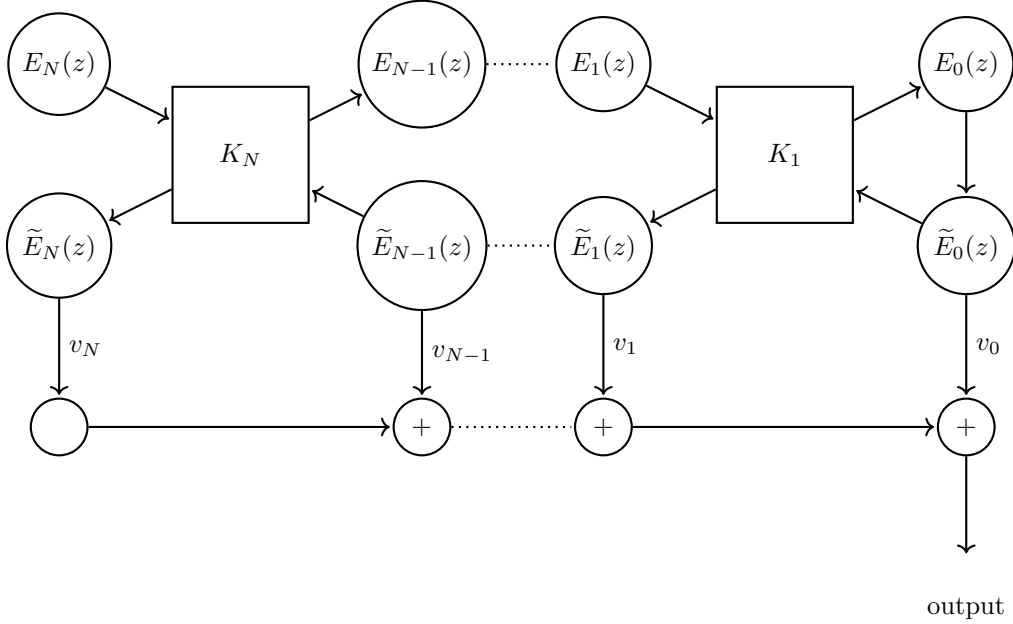 E_N(z) E_{N−1}(z) E_1(z) E_0(z)
K_N K_1
Ẽ_N(z) Ẽ_{N−1}(z) Ẽ_1(z) Ẽ_0(z)
v_N v_{N−1} v_1 v_0
+ + +
output